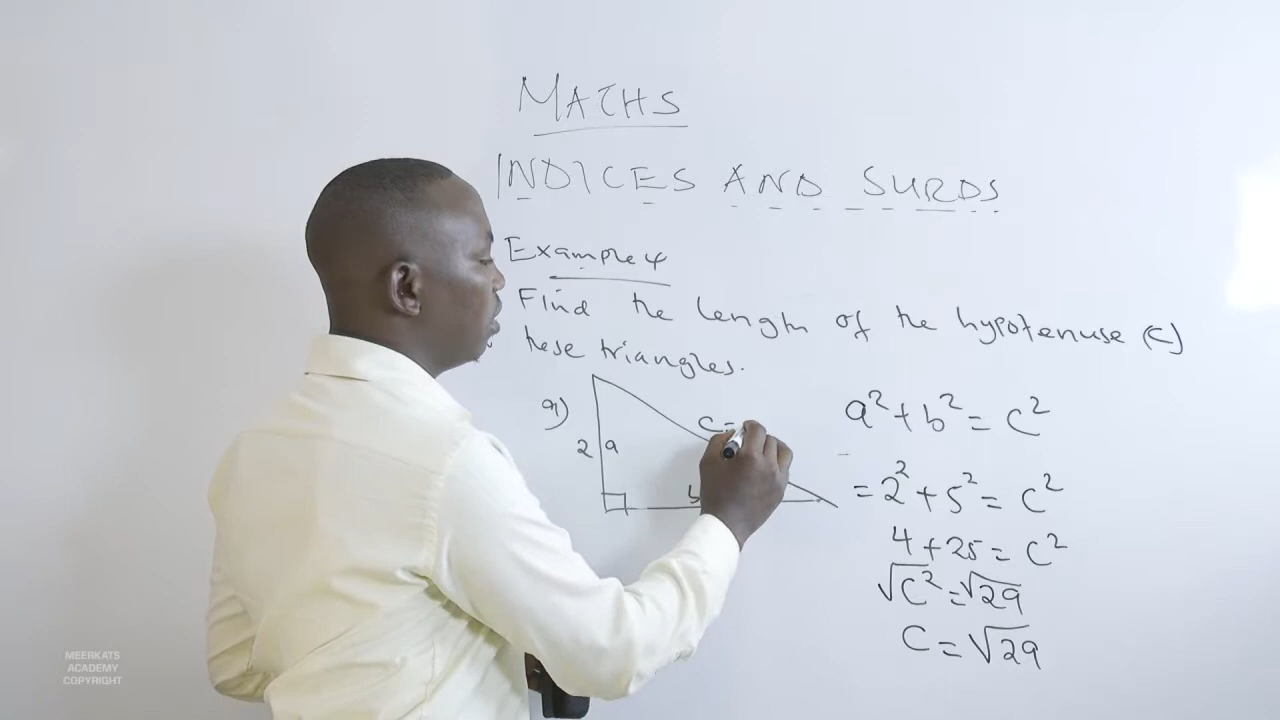 MATHS
INDICES AND SURDS
Example 4
Find the length of the hypotenuse (c)
these triangles.
a)
c=
2 a
b
a² + b² = c²
= 2² + 5² = c²
4 + 25 = c²
√c² = √29
c = √29
MEERKATS
ACADEMY
COPYRIGHT